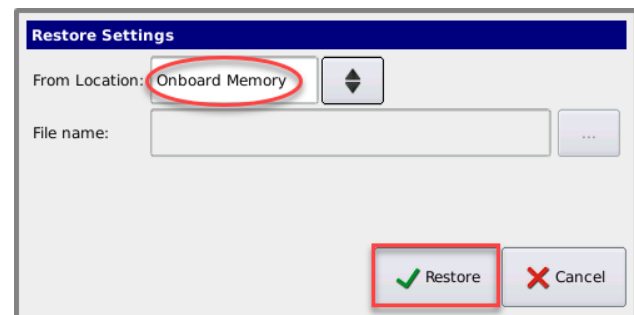 Restore Settings
From Location: Onboard Memory
File name:
...
Restore Cancel